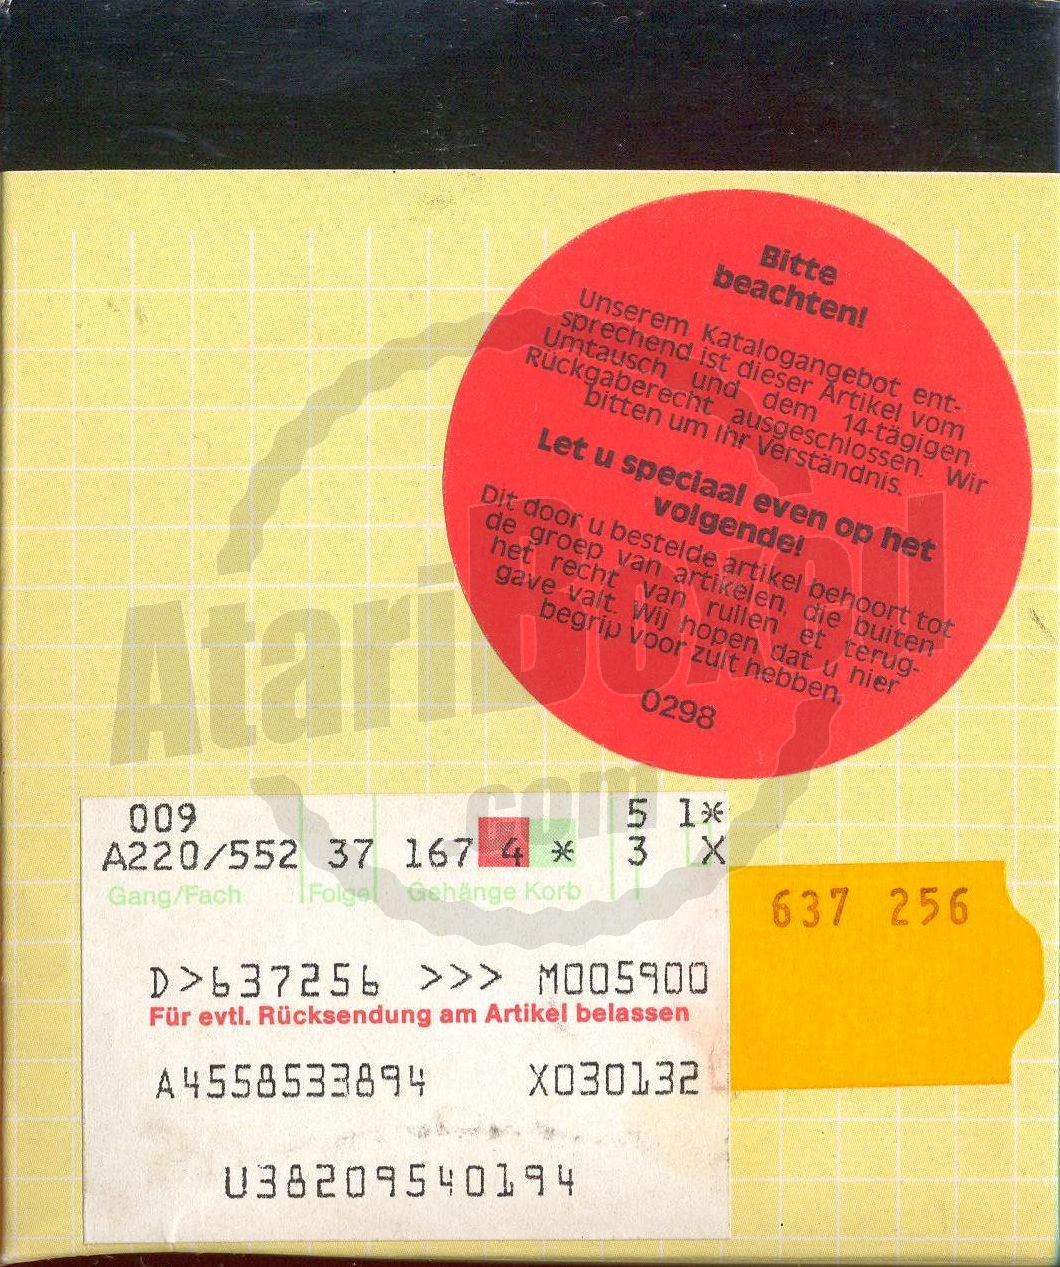 Bitte
beachten!
Unserem Katalogangebot ent-
sprechend ist dieser Artikel vom
Umtausch und dem 14-tägigen
Rückgaberecht ausgeschlossen. Wir
bitten um Ihr Verständnis.
Let u speciaal even op het
volgende!
Dit door u bestelde artikel behoort tot
de groep van artikelen, die buiten
het recht van ruilen et terug-
gave valt. Wij hopen dat u hier
begrip voor zult hebben.
0298
AtariBoxed
.com
009 5 1*
A220/552 37 167 4 * 3 X
Gang/Fach Folge Gehänge Korb
637 256
D>637256 >>> M005900
Für evtl. Rücksendung am Artikel belassen
A4558533894 X030132
U38209540194